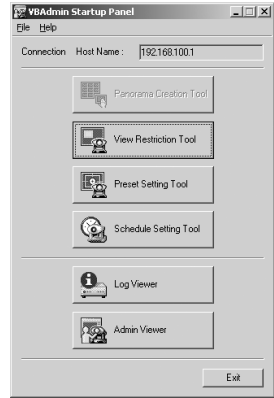 VBAdmin Startup Panel
File Help
Connection Host Name : 192.168.100.1
Panorama Creation Tool
View Restriction Tool
Preset Setting Tool
Schedule Setting Tool
Log Viewer
Admin Viewer
Exit